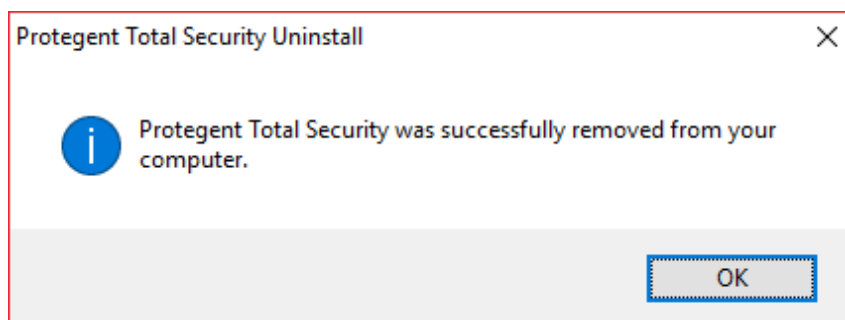 Protegent Total Security Uninstall
Protegent Total Security was successfully removed from your
computer.
OK